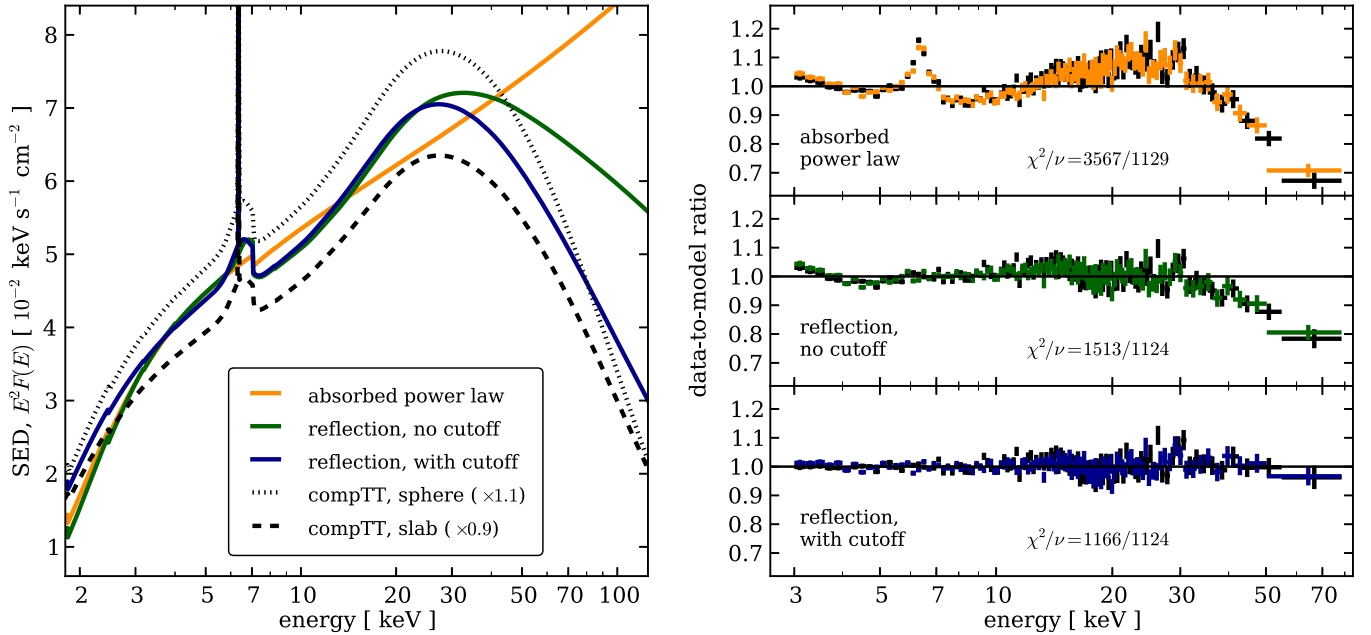 SED, E²F(E) [ 10⁻² keV s⁻¹ cm⁻² ]
8
7
6
5
4
3
2
1
absorbed power law
reflection, no cutoff
reflection, with cutoff
compTT, sphere ( ×1.1)
compTT, slab ( ×0.9)
2 3 5 7 10 20 30 50 70 100
energy [ keV ]
data-to-model ratio
1.2
1.1
1.0
0.9
0.8
0.7
absorbed
power law
χ²/ν=3567/1129
1.2
1.1
1.0
0.9
0.8
0.7
reflection,
no cutoff
χ²/ν=1513/1124
1.2
1.1
1.0
0.9
0.8
0.7
reflection,
with cutoff
χ²/ν=1166/1124
3 5 7 10 20 30 50 70
energy [ keV ]